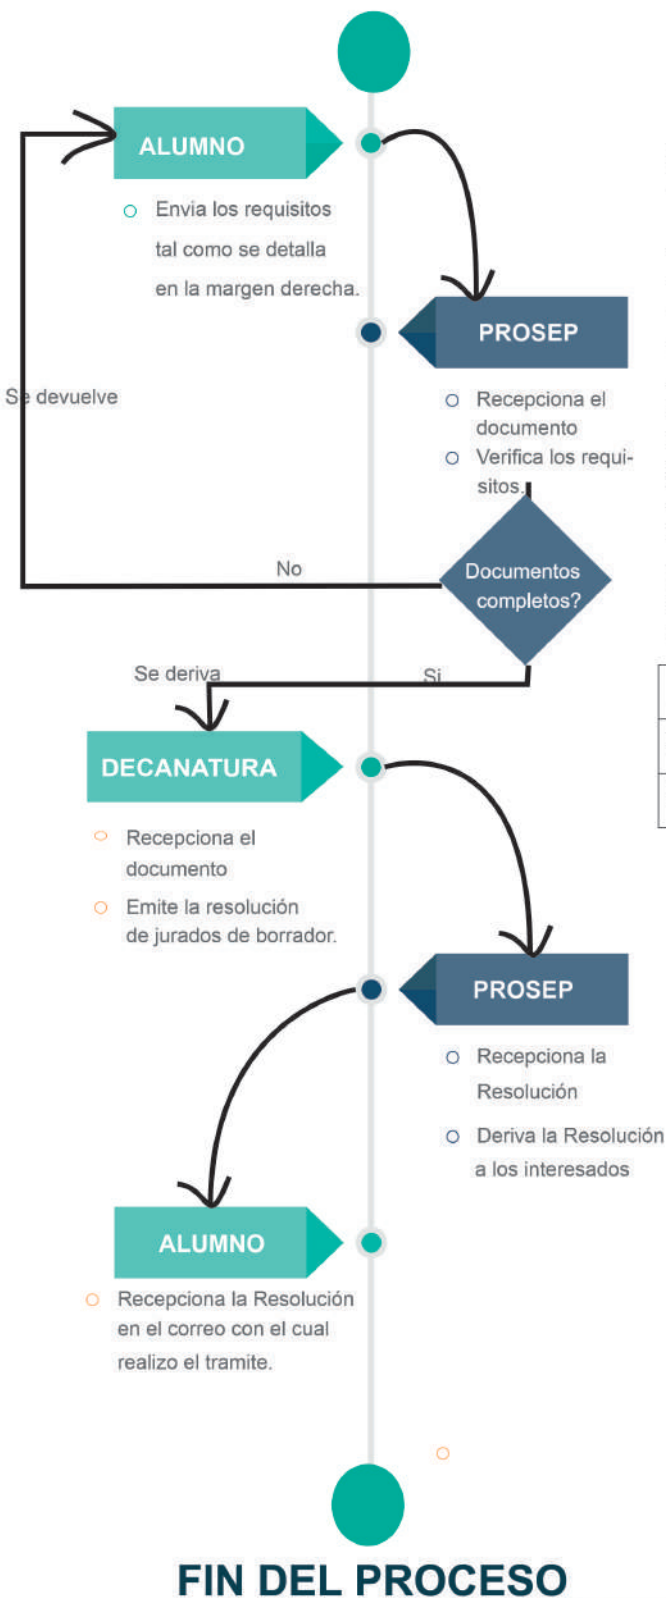 ALUMNO
Envia los requisitos
tal como se detalla
en la margen derecha.
PROSEP
Recepciona el
documento
Verifica los requi-
sitos.
Se devuelve
No
Documentos
completos?
Se deriva
Si
DECANATURA
Recepciona el
documento
Emite la resolución
de jurados de borrador.
PROSEP
Recepciona la
Resolución
Deriva la Resolución
a los interesados
ALUMNO
Recepciona la Resolución
en el correo con el cual
realizo el tramite.
FIN DEL PROCESO